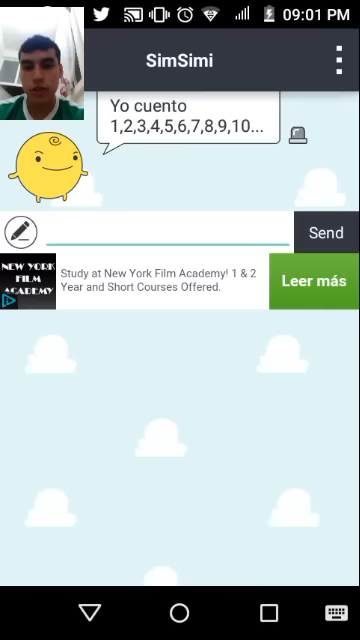 09:01 PM
SimSimi
Yo cuento
1,2,3,4,5,6,7,8,9,10...
Send
NEW YORK
FILM
ACADEMY
Study at New York Film Academy! 1 & 2
Year and Short Courses Offered.
Leer más